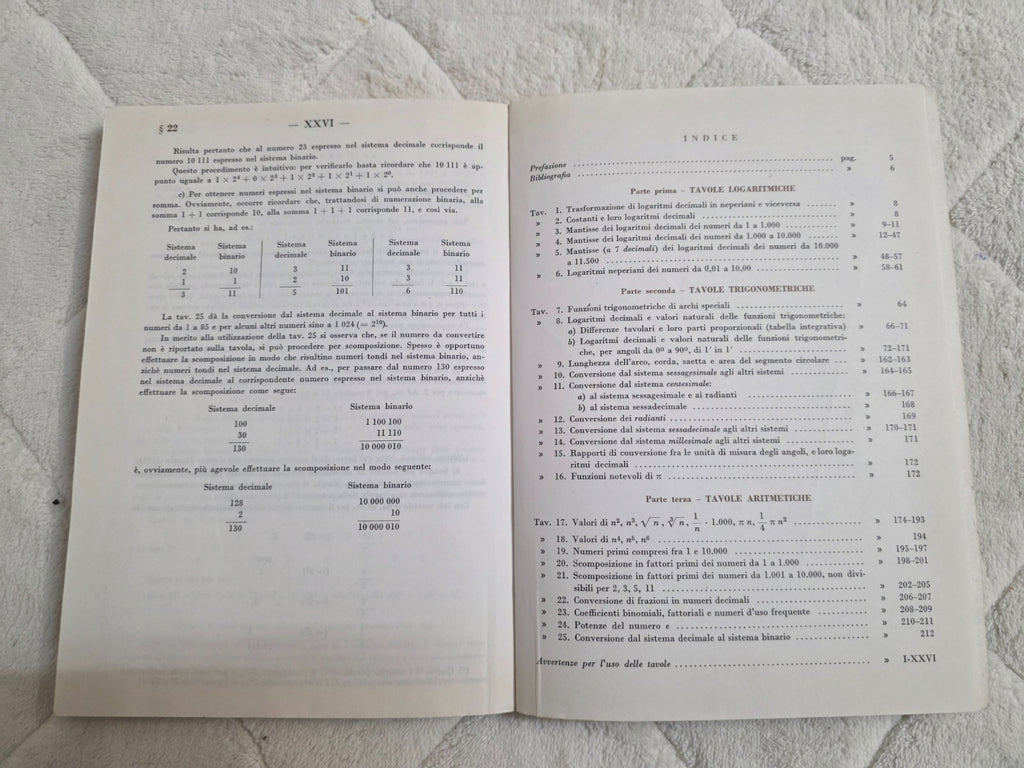 § 22
— XXVI —
Risulta pertanto che al numero 23 espresso nel sistema decimale corrisponde il
numero 10 111 espresso nel sistema binario.
Questo procedimento è intuitivo: per verificarlo basta ricordare che 10 111 è ap-
punto uguale a 1 × 2⁴ + 0 × 2³ + 1 × 2² + 1 × 2¹ + 1 × 2⁰.
c) Per ottenere numeri espressi nel sistema binario si può anche procedere per
somma. Ovviamente, occorre ricordare che, trattandosi di numerazione binaria, alla
somma 1 + 1 corrisponde 10, alla somma 1 + 1 + 1 corrisponde 11, e così via.
Pertanto si ha, ad es.:
Sistema Sistema Sistema Sistema Sistema Sistema
decimale binario decimale binario decimale binario
2 10 3 11 3 11
1 1 2 10 3 11
3 11 5 101 6 110
La tav. 25 dà la conversione dal sistema decimale al sistema binario per tutti i
numeri da 1 a 85 e per alcuni altri numeri sino a 1 024 (= 2¹⁰).
In merito alla utilizzazione della tav. 25 si osserva che, se il numero da convertire
non è riportato sulla tavola, si può procedere per scomposizione. Spesso è opportuno
effettuare la scomposizione in modo che risultino numeri tondi nel sistema binario, an-
zichè numeri tondi nel sistema decimale. Ad es., per passare dal numero 130 espresso
nel sistema decimale al corrispondente numero espresso nel sistema binario, anzichè
effettuare la scomposizione come segue:
Sistema decimale Sistema binario
100 1 100 100
30 11 110
130 10 000 010
è, ovviamente, più agevole effettuare la scomposizione nel modo seguente:
Sistema decimale Sistema binario
128 10 000 000
2 10
130 10 000 010
INDICE
Prefazione pag. 5
Bibliografia » 6
Parte prima – TAVOLE LOGARITMICHE
Tav. 1. Trasformazione di logaritmi decimali in neperiani e viceversa » 8
» 2. Costanti e loro logaritmi decimali » 8
» 3. Mantisse dei logaritmi decimali dei numeri da 1 a 1.000 » 9-11
» 4. Mantisse dei logaritmi decimali dei numeri da 1.000 a 10.000 » 12-47
» 5. Mantisse (a 7 decimali) dei logaritmi decimali dei numeri da 10.000
a 11.500 » 48-57
» 6. Logaritmi neperiani dei numeri da 0,01 a 10,00 » 58-61
Parte seconda – TAVOLE TRIGONOMETRICHE
Tav. 7. Funzioni trigonometriche di archi speciali » 64
» 8. Logaritmi decimali e valori naturali delle funzioni trigonometriche:
a) Differenze tavolari e loro parti proporzionali (tabella integrativa) » 66-71
b) Logaritmi decimali e valori naturali delle funzioni trigonometri-
che, per angoli da 0º a 90º, di 1' in 1' » 72-171
» 9. Lunghezza dell'arco, corda, saetta e area del segmento circolare » 162-163
» 10. Conversione dal sistema sessagesimale agli altri sistemi » 164-165
» 11. Conversione dal sistema centesimale:
a) al sistema sessagesimale e ai radianti » 166-167
b) al sistema sessadecimale » 168
» 12. Conversione dei radianti » 169
» 13. Conversione dal sistema sessadecimale agli altri sistemi » 170-171
» 14. Conversione dal sistema millesimale agli altri sistemi » 171
» 15. Rapporti di conversione fra le unità di misura degli angoli, e loro loga-
ritmi decimali » 172
» 16. Funzioni notevoli di π » 172
Parte terza – TAVOLE ARITMETICHE
Tav. 17. Valori di n², n³, √n, ∛n, 1/n · 1.000, π n, 1/4 π n² » 174-193
» 18. Valori di n⁴, n⁵, n⁶ » 194
» 19. Numeri primi compresi fra 1 e 10.000 » 195-197
» 20. Scomposizione in fattori primi dei numeri da 1 a 1.000 » 198-201
» 21. Scomposizione in fattori primi dei numeri da 1.001 a 10.000, non divi-
sibili per 2, 3, 5, 11 » 202-205
» 22. Conversione di frazioni in numeri decimali » 206-207
» 23. Coefficienti binomiali, fattoriali e numeri d'uso frequente » 208-209
» 24. Potenze del numero e » 210-211
» 25. Conversione dal sistema decimale al sistema binario » 212
Avvertenze per l'uso delle tavole » I-XXVI